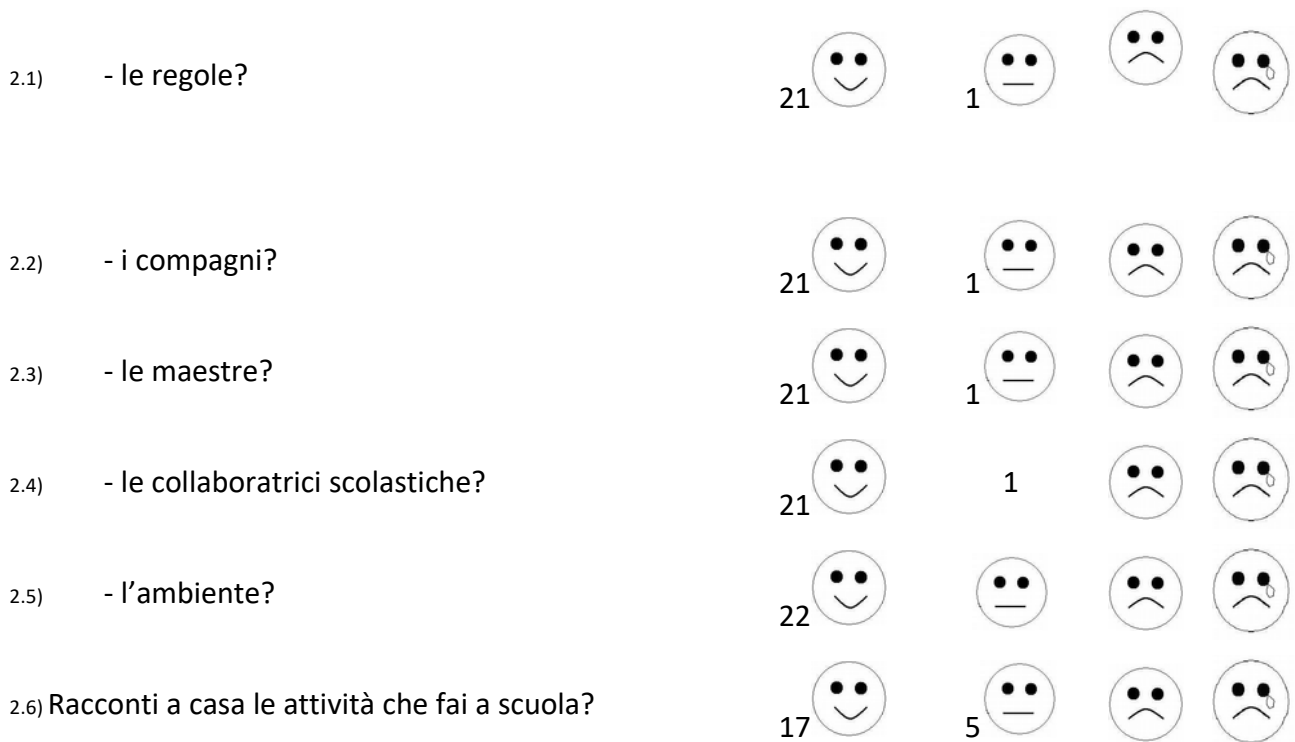 2.1) - le regole? 21 1
2.2) - i compagni? 21 1
2.3) - le maestre? 21 1
2.4) - le collaboratrici scolastiche? 21 1
2.5) - l’ambiente? 22
2.6) Racconti a casa le attività che fai a scuola? 17 5